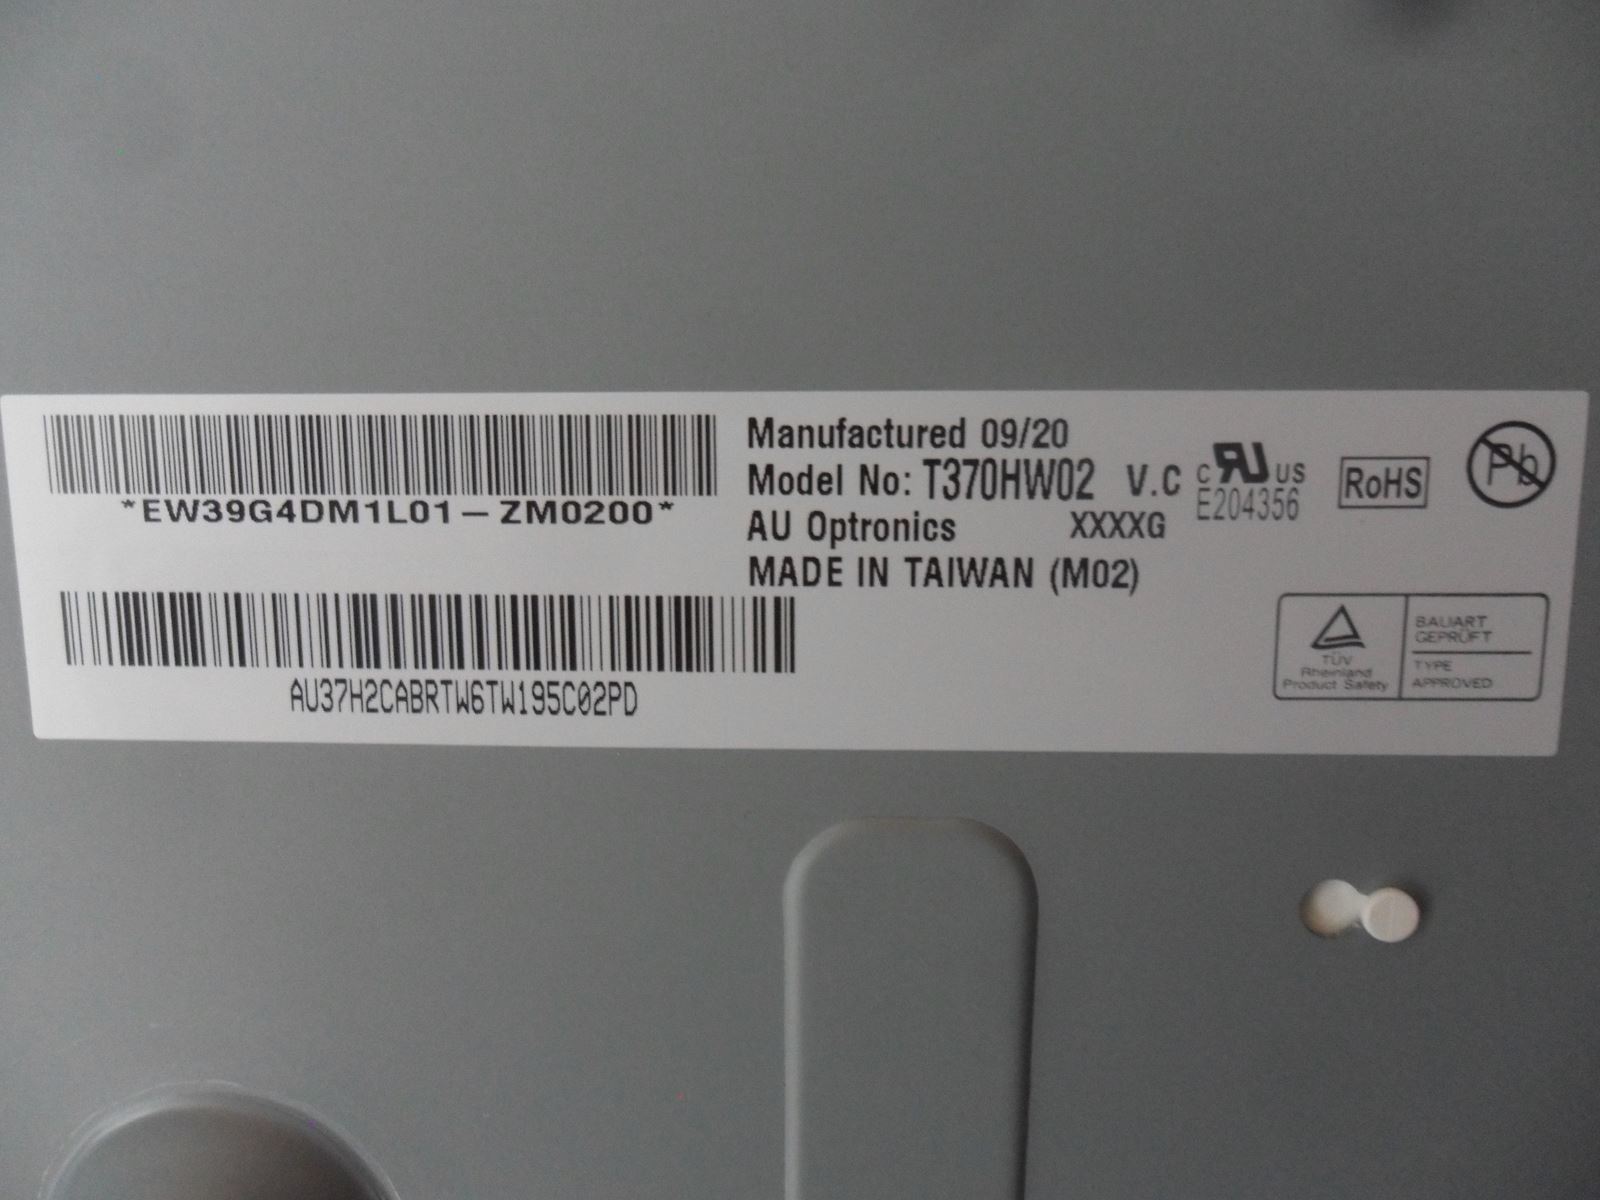 *EW39G4DM1L01-ZM0200*
AU37H2CABRTW6TW195C02PD
Manufactured 09/20
Model No: T370HW02 V.C
AU Optronics XXXXG
MADE IN TAIWAN (M02)
c RU US
E204356
RoHS
Pb
TÜV
Rheinland
Product Safety
BAUART
GEPRÜFT
TYPE
APPROVED